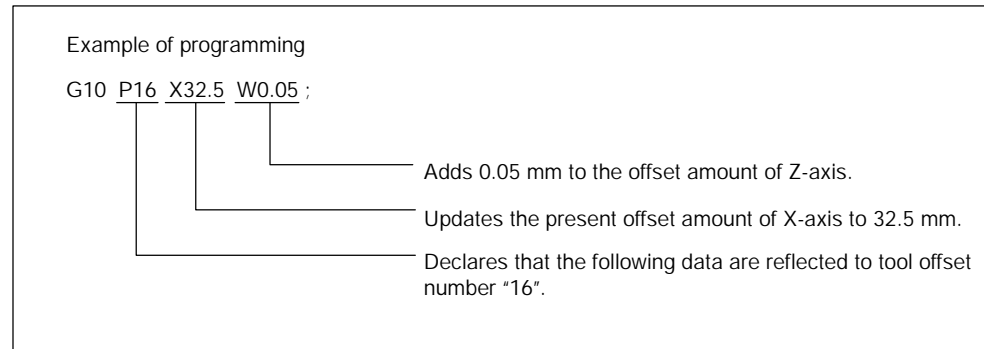 Example of programming
G10 P16 X32.5 W0.05 ;
Adds 0.05 mm to the offset amount of Z-axis.
Updates the present offset amount of X-axis to 32.5 mm.
Declares that the following data are reflected to tool offset
number “16”.